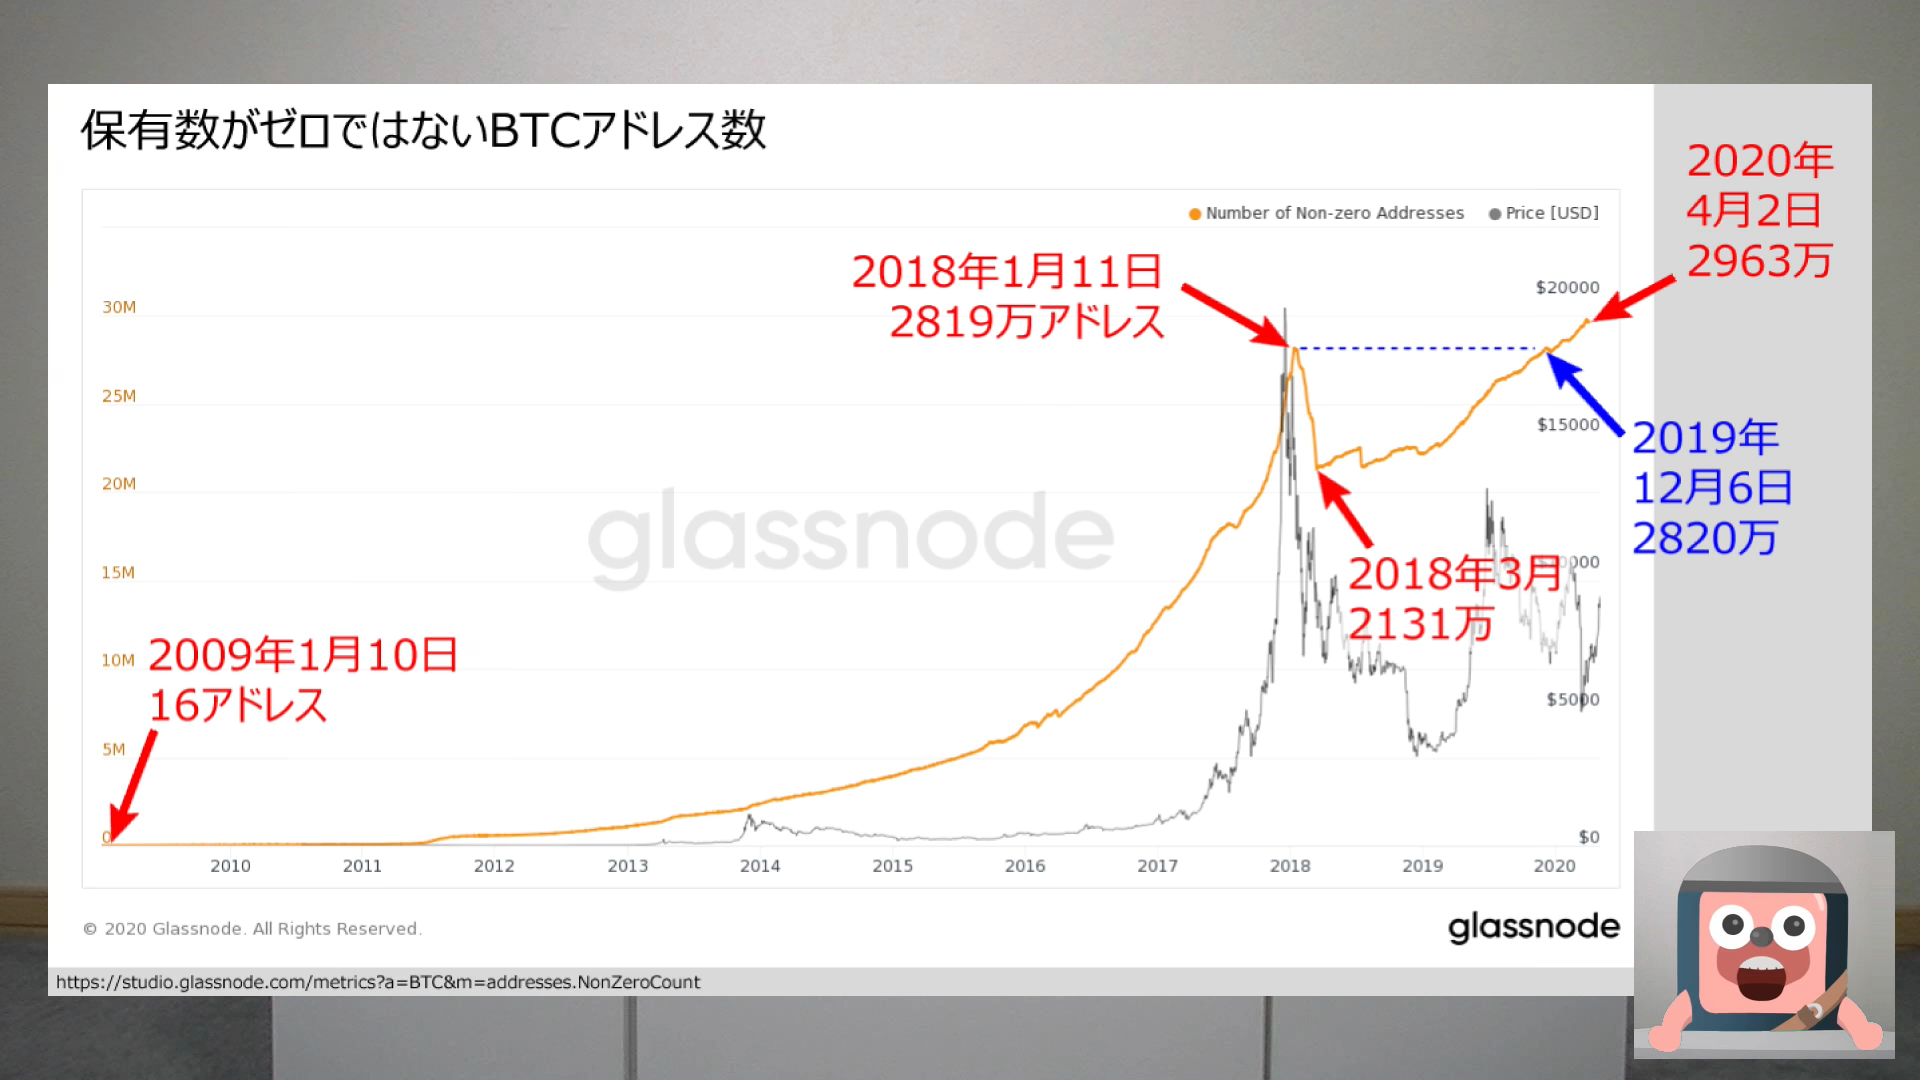 保有数がゼロではないBTCアドレス数
Number of Non-zero Addresses
Price [USD]
2020年
4月2日
2963万
2018年1月11日
2819万アドレス
30M
25M
20M
15M
10M
5M
0
$20000
$15000
$5000
$0
glassnode
2019年
12月6日
2820万
2018年3月
2131万
2009年1月10日
16アドレス
2010
2011
2012
2013
2014
2015
2016
2017
2018
2019
2020
© 2020 Glassnode. All Rights Reserved.
glassnode
https://studio.glassnode.com/metrics?a=BTC&m=addresses.NonZeroCount